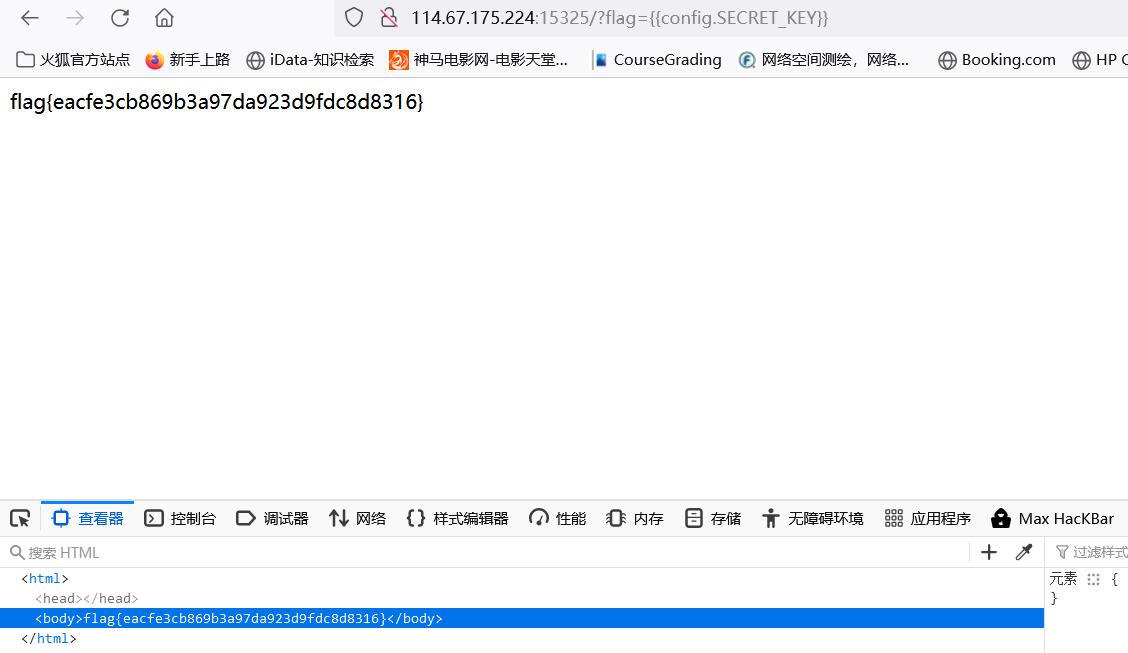 114.67.175.224:15325/?flag={{config.SECRET_KEY}}
火狐官方站点 新手上路 iData-知识检索 神马电影网-电影天堂... CourseGrading 网络空间测绘，网络... Booking.com HP C
flag{eacfe3cb869b3a97da923d9fdc8d8316}
查看器 控制台 调试器 网络 样式编辑器 性能 内存 存储 无障碍环境 应用程序 Max HacKBar
搜索 HTML 过滤样式
<html> 元素 {
<head></head> }
<body>flag{eacfe3cb869b3a97da923d9fdc8d8316}</body>
</html>